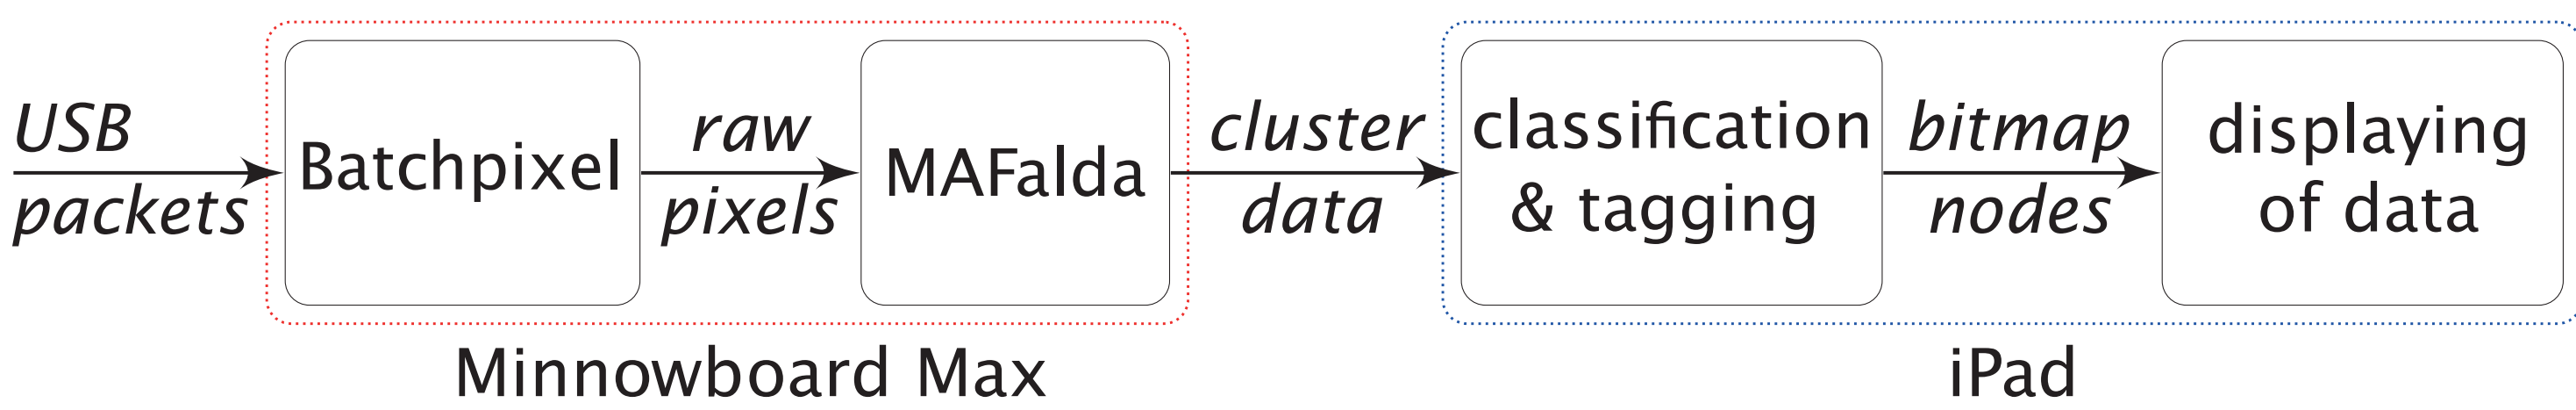 USB
packets
Batchpixel
raw
pixels
MAFalda
cluster
data
classification
& tagging
bitmap
nodes
displaying
of data
Minnowboard Max
iPad